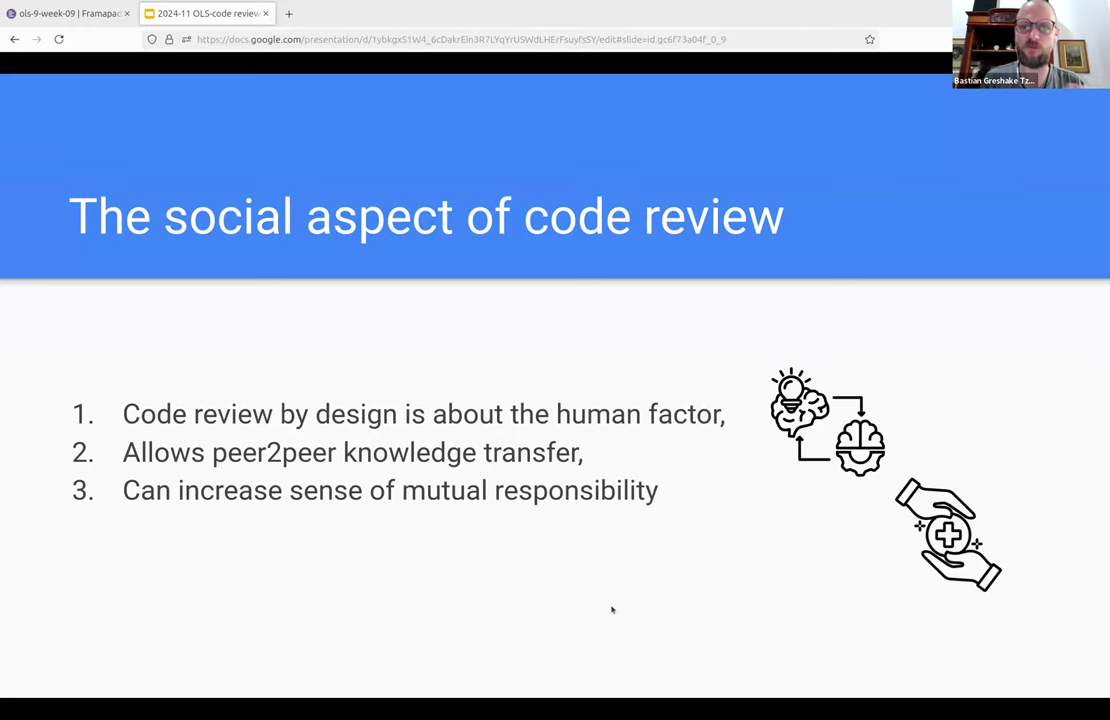 ols-9-week-09 | Framapad
2024-11 OLS-code review
https://docs.google.com/presentation/d/1ybkgxS1W4_6cDakrEin3R7LYqYrUSWdLHErFsuyfsSY/edit#slide=id.gc6f73a04f_0_9
Bastian Greshake Tz...
The social aspect of code review
1. Code review by design is about the human factor,
2. Allows peer2peer knowledge transfer,
3. Can increase sense of mutual responsibility